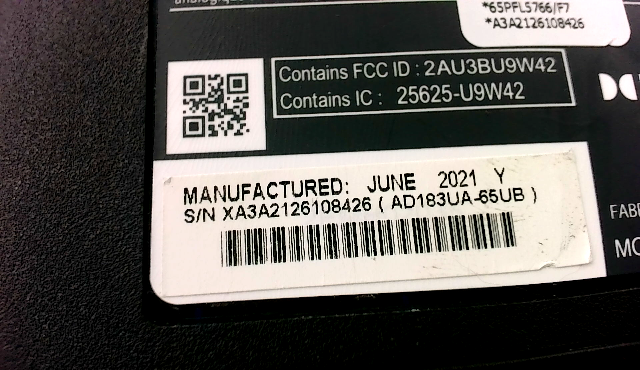 *65PFL5766/F7
*A3A2126108426
Contains FCC ID : 2AU3BU9W42
Contains IC : 25625-U9W42
MANUFACTURED: JUNE 2021 Y
S/N XA3A2126108426 ( AD183UA-65UB )